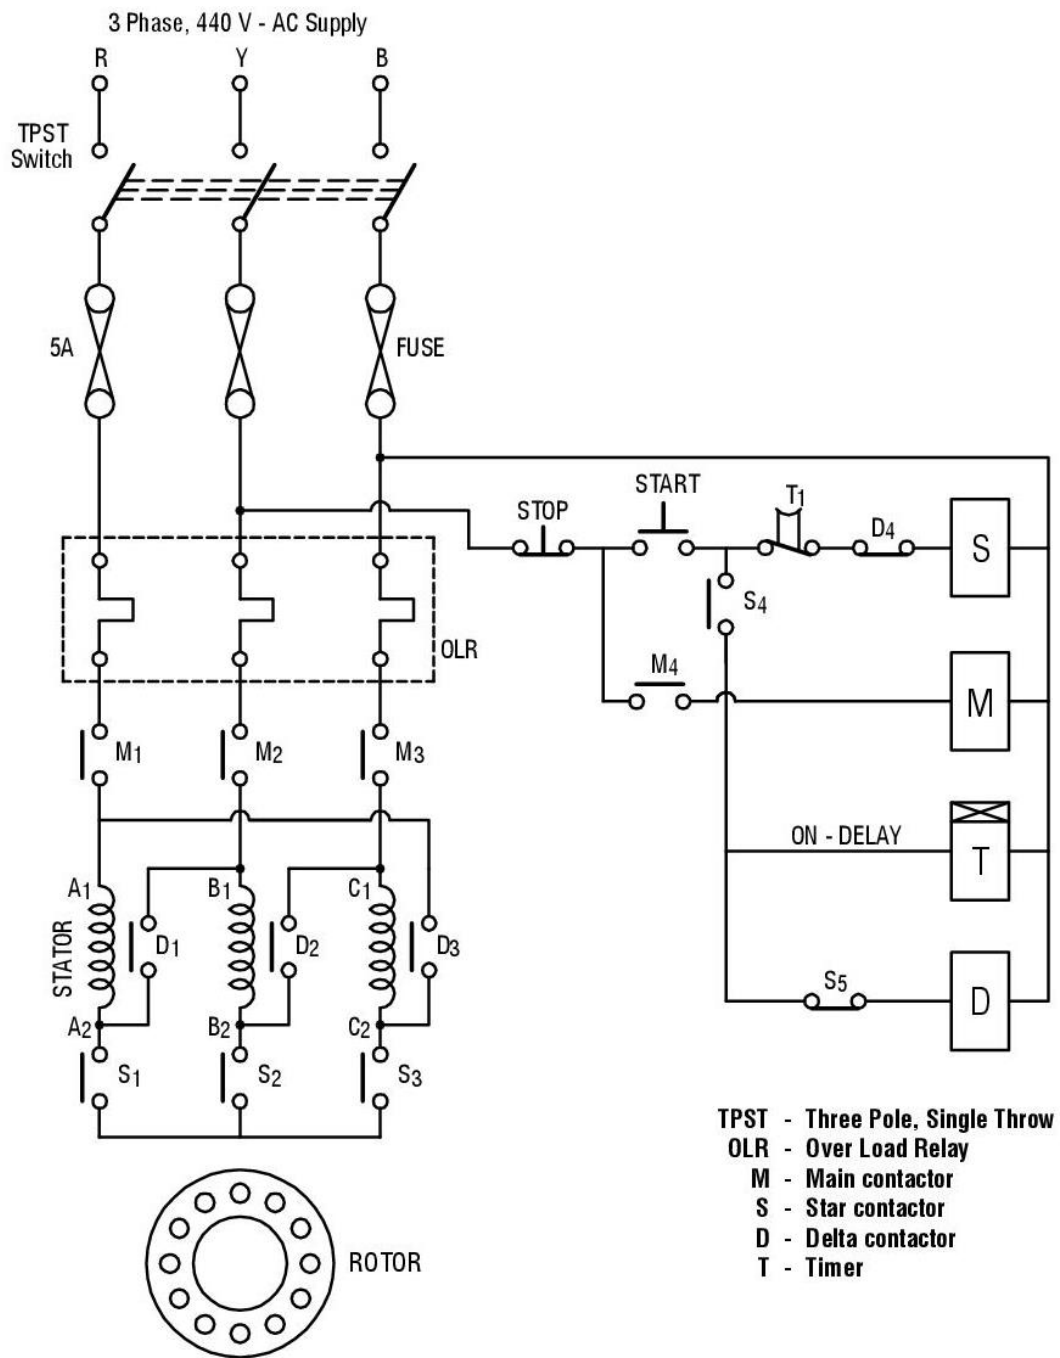 3 Phase, 440 V - AC Supply
R Y B
TPST
Switch
5A
FUSE
START
T1
STOP
D4
S
S4
OLR
M4
M
M1
M2
M3
ON - DELAY
T
A1
B1
C1
STATOR
D1
D2
D3
S5
D
A2
B2
C2
S1
S2
S3
TPST - Three Pole, Single Throw
OLR - Over Load Relay
M - Main contactor
S - Star contactor
D - Delta contactor
T - Timer
ROTOR